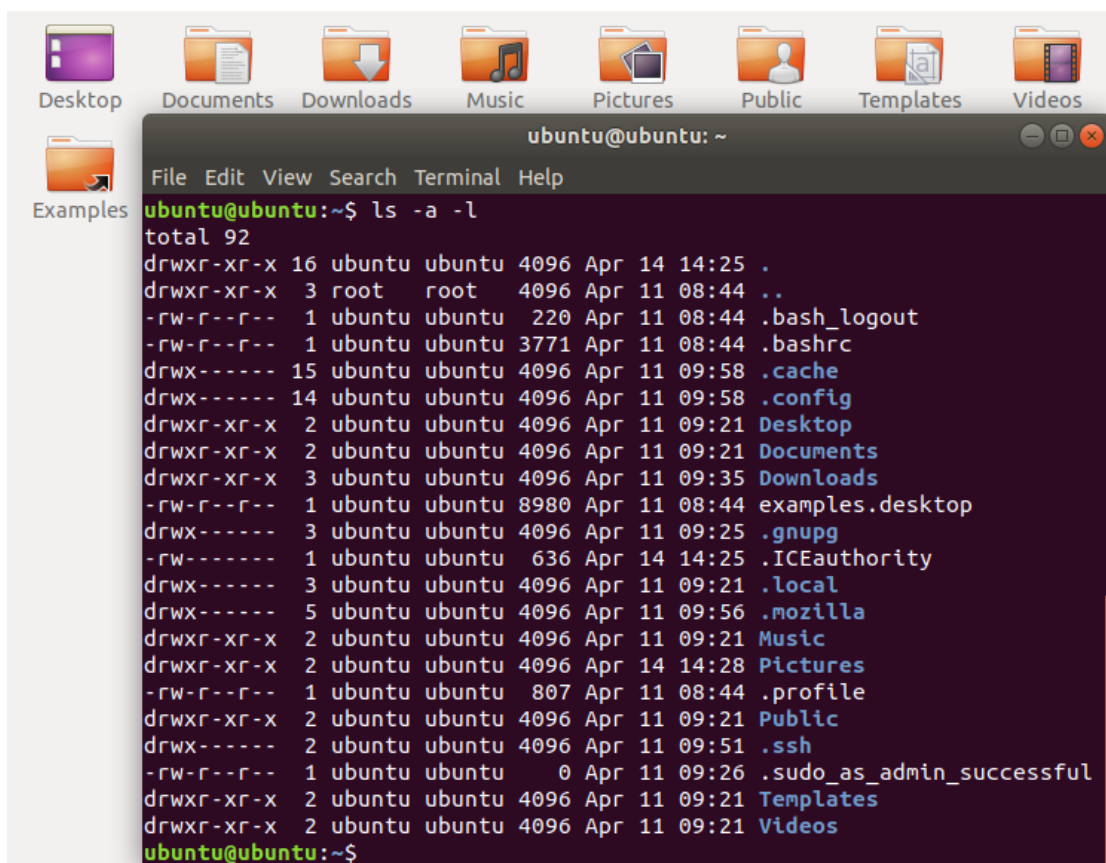 Desktop Documents Downloads Music Pictures Public Templates Videos
Examples
ubuntu@ubuntu: ~
File Edit View Search Terminal Help
ubuntu@ubuntu:~$ ls -a -l
total 92
drwxr-xr-x 16 ubuntu ubuntu 4096 Apr 14 14:25 .
drwxr-xr-x  3 root   root   4096 Apr 11 08:44 ..
-rw-r--r--  1 ubuntu ubuntu  220 Apr 11 08:44 .bash_logout
-rw-r--r--  1 ubuntu ubuntu 3771 Apr 11 08:44 .bashrc
drwx------ 15 ubuntu ubuntu 4096 Apr 11 09:58 .cache
drwx------ 14 ubuntu ubuntu 4096 Apr 11 09:58 .config
drwxr-xr-x  2 ubuntu ubuntu 4096 Apr 11 09:21 Desktop
drwxr-xr-x  2 ubuntu ubuntu 4096 Apr 11 09:21 Documents
drwxr-xr-x  3 ubuntu ubuntu 4096 Apr 11 09:35 Downloads
-rw-r--r--  1 ubuntu ubuntu 8980 Apr 11 08:44 examples.desktop
drwx------  3 ubuntu ubuntu 4096 Apr 11 09:25 .gnupg
-rw-------  1 ubuntu ubuntu  636 Apr 14 14:25 .ICEauthority
drwx------  3 ubuntu ubuntu 4096 Apr 11 09:21 .local
drwx------  5 ubuntu ubuntu 4096 Apr 11 09:56 .mozilla
drwxr-xr-x  2 ubuntu ubuntu 4096 Apr 11 09:21 Music
drwxr-xr-x  2 ubuntu ubuntu 4096 Apr 14 14:28 Pictures
-rw-r--r--  1 ubuntu ubuntu  807 Apr 11 08:44 .profile
drwxr-xr-x  2 ubuntu ubuntu 4096 Apr 11 09:21 Public
drwx------  2 ubuntu ubuntu 4096 Apr 11 09:51 .ssh
-rw-r--r--  1 ubuntu ubuntu    0 Apr 11 09:26 .sudo_as_admin_successful
drwxr-xr-x  2 ubuntu ubuntu 4096 Apr 11 09:21 Templates
drwxr-xr-x  2 ubuntu ubuntu 4096 Apr 11 09:21 Videos
ubuntu@ubuntu:~$